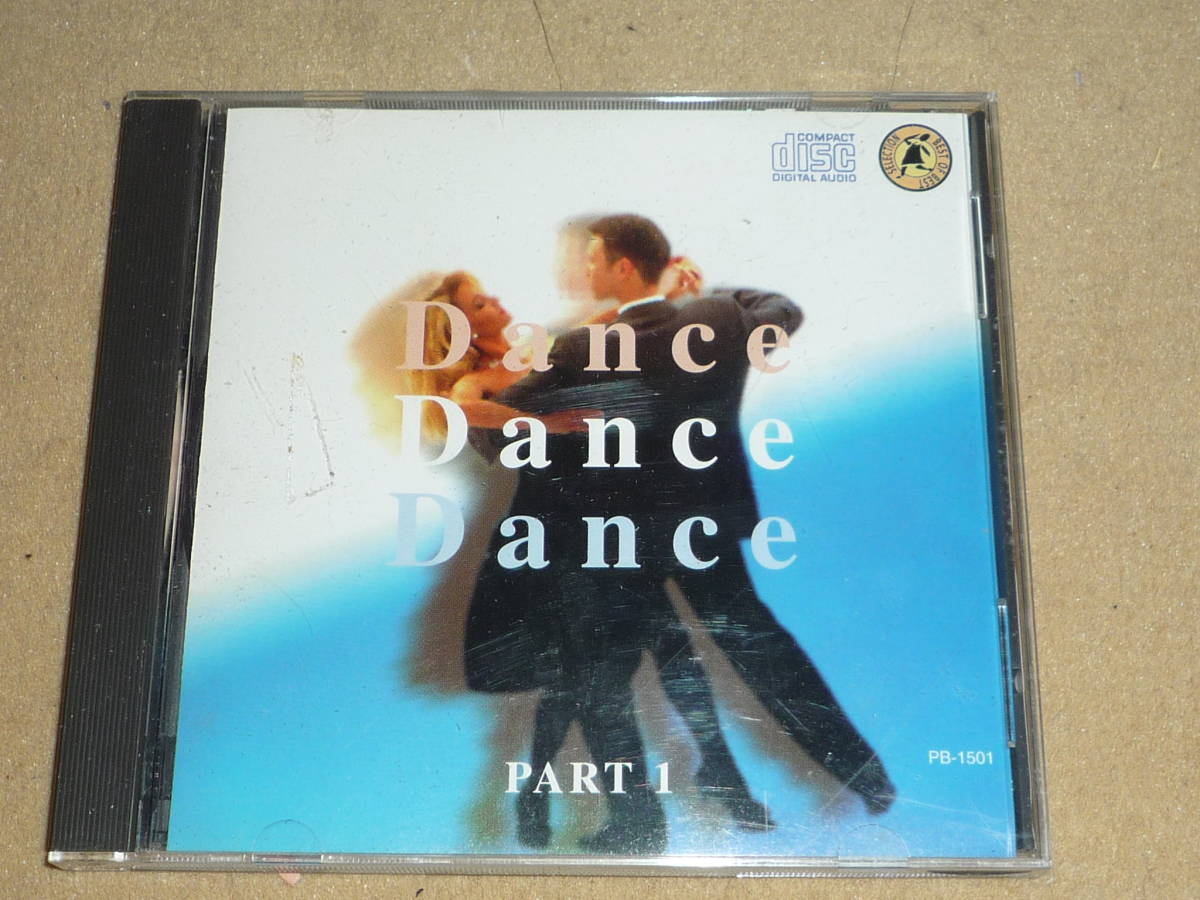 COMPACT
disc
DIGITAL AUDIO
SELECTION
BEST OF BEST
Dance
Dance
Dance
PB-1501
PART 1